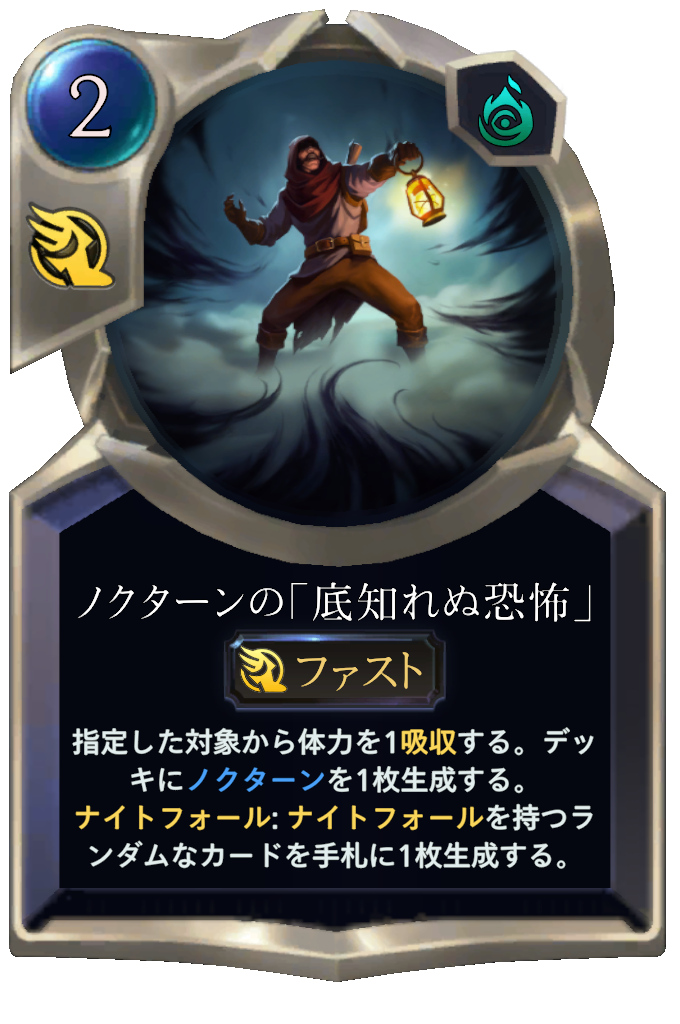 2
ノクターンの「底知れぬ恐怖」
ファスト
指定した対象から体力を1吸収する。デッ
キにノクターンを1枚生成する。
ナイトフォール: ナイトフォールを持つラ
ンダムなカードを手札に1枚生成する。